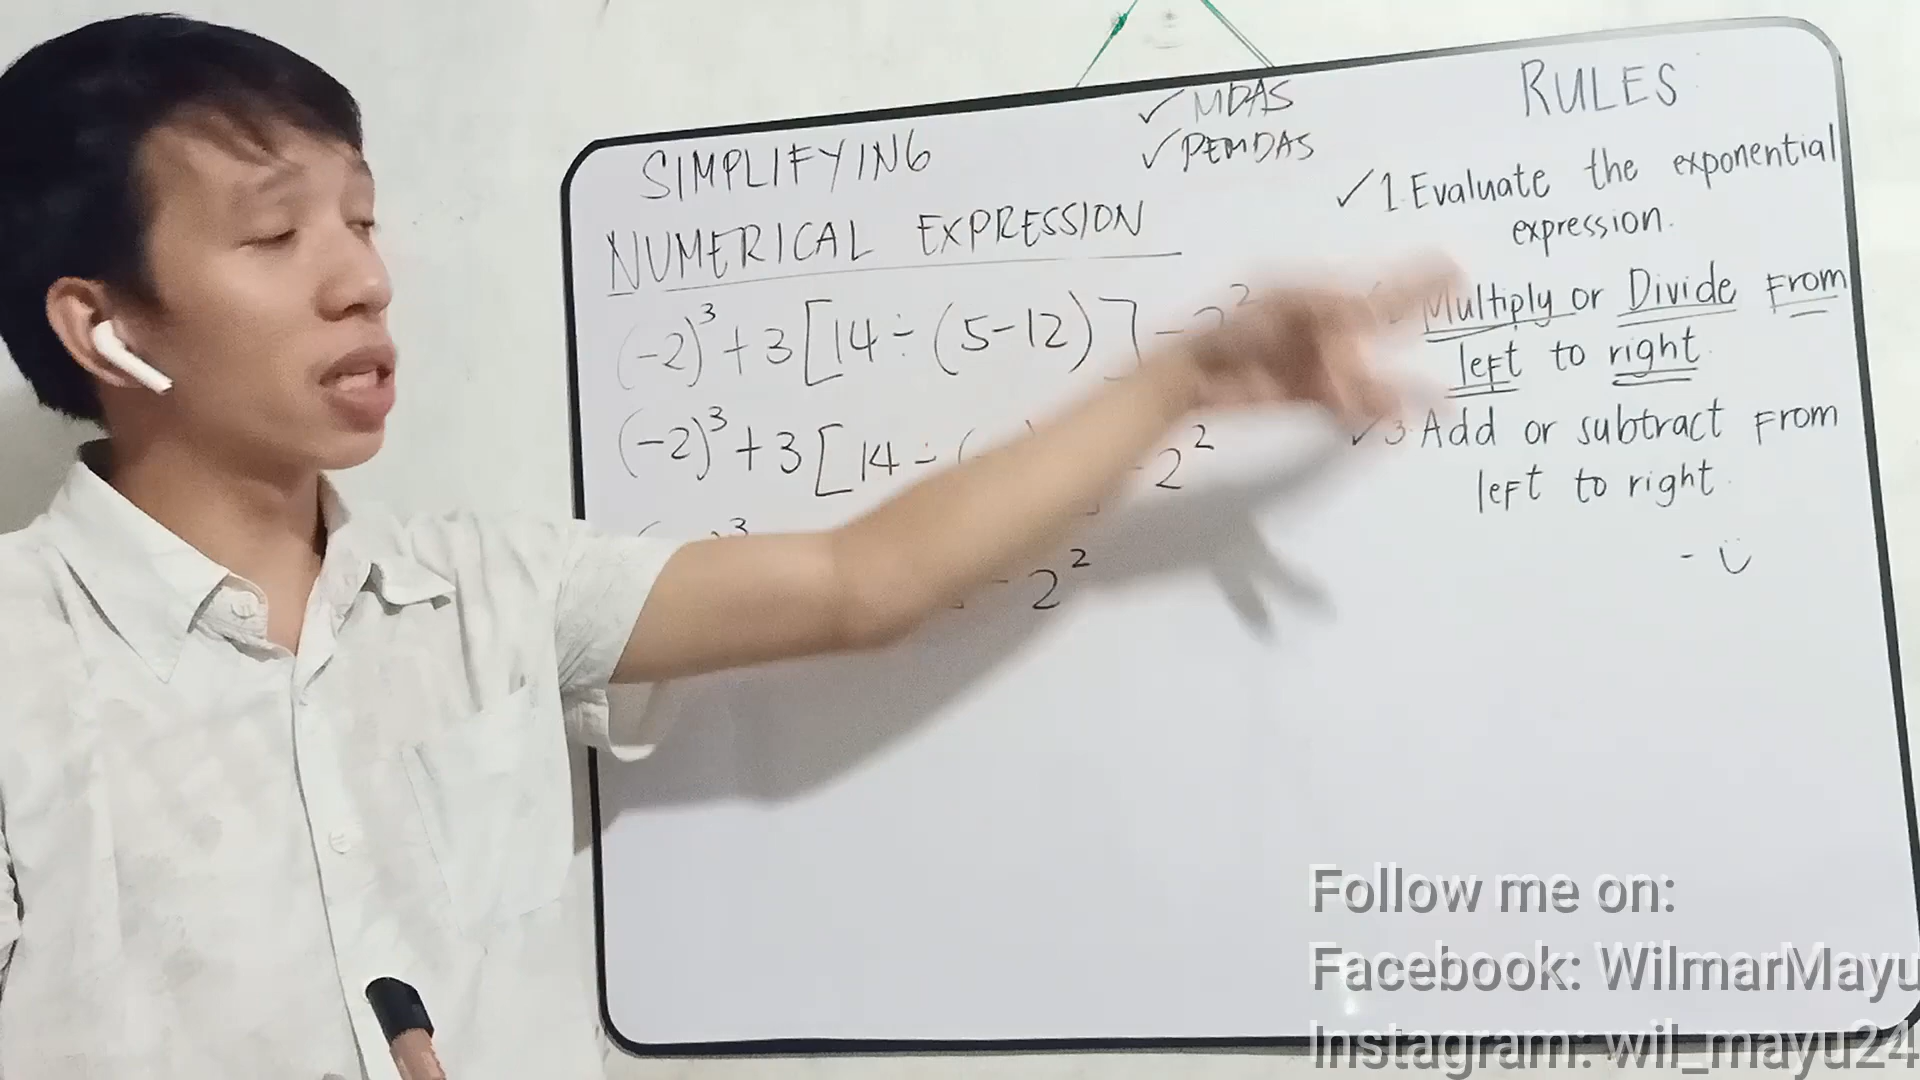 SIMPLIFYING
NUMERICAL EXPRESSION
(-2)³+3[14÷(5-12)]-2²
(-2)³+3[14÷( -2²
3
-2²
✓ MDAS
✓ PEMDAS
RULES
✓ 1. Evaluate the exponential
expression.
Multiply or Divide From
left to right.
✓ 3. Add or subtract From
left to right.
Follow me on:
Facebook: WilmarMayu
Instagram: wil_mayu24